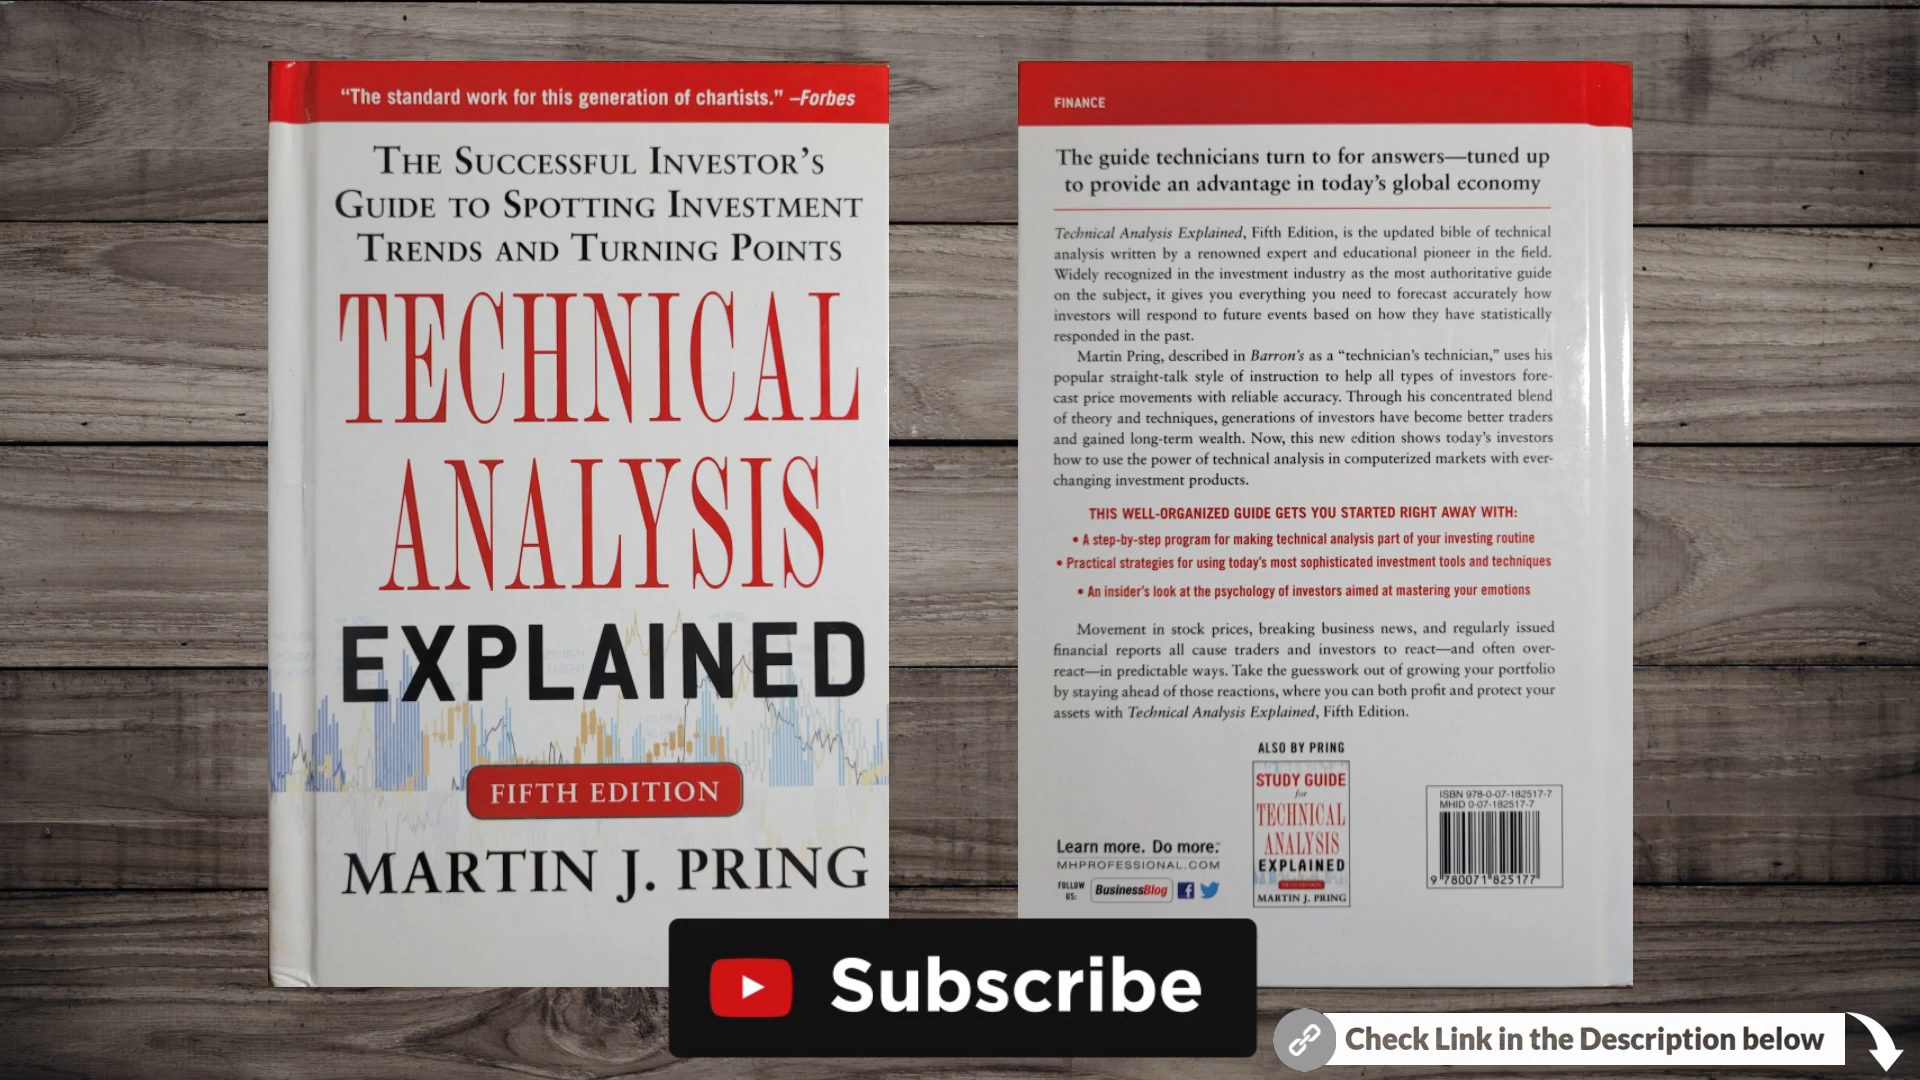 “The standard work for this generation of chartists.” –Forbes
THE SUCCESSFUL INVESTOR’S
GUIDE TO SPOTTING INVESTMENT
TRENDS AND TURNING POINTS
TECHNICAL
ANALYSIS
EXPLAINED
FIFTH EDITION
MARTIN J. PRING
FINANCE
The guide technicians turn to for answers—tuned up
to provide an advantage in today’s global economy
Technical Analysis Explained, Fifth Edition, is the updated bible of technical
analysis written by a renowned expert and educational pioneer in the field.
Widely recognized in the investment industry as the most authoritative guide
on the subject, it gives you everything you need to forecast accurately how
investors will respond to future events based on how they have statistically
responded in the past.
Martin Pring, described in Barron’s as a “technician’s technician,” uses his
popular straight-talk style of instruction to help all types of investors fore-
cast price movements with reliable accuracy. Through his concentrated blend
of theory and techniques, generations of investors have become better traders
and gained long-term wealth. Now, this new edition shows today’s investors
how to use the power of technical analysis in computerized markets with ever-
changing investment products.
THIS WELL-ORGANIZED GUIDE GETS YOU STARTED RIGHT AWAY WITH:
• A step-by-step program for making technical analysis part of your investing routine
• Practical strategies for using today’s most sophisticated investment tools and techniques
• An insider’s look at the psychology of investors aimed at mastering your emotions
Movement in stock prices, breaking business news, and regularly issued
financial reports all cause traders and investors to react—and often over-
react—in predictable ways. Take the guesswork out of growing your portfolio
by staying ahead of those reactions, where you can both profit and protect your
assets with Technical Analysis Explained, Fifth Edition.
ALSO BY PRING
STUDY GUIDE
for
TECHNICAL
ANALYSIS
EXPLAINED
FIFTH EDITION
MARTIN J. PRING
Learn more. Do more.
MHPROFESSIONAL.COM
FOLLOW US: BusinessBlog
ISBN 978-0-07-182517-7
MHID 0-07-182517-7
9 780071 825177
Subscribe
Check Link in the Description below